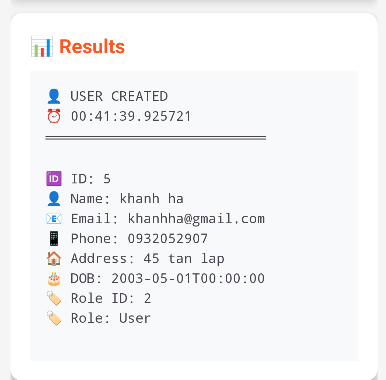 📊 Results
👤 USER CREATED
⏰ 00:41:39.925721
════════════════════════════
🆔 ID: 5
👤 Name: khanh ha
📧 Email: khanhha@gmail.com
📱 Phone: 0932052907
🏠 Address: 45 tan lap
🎂 DOB: 2003-05-01T00:00:00
🏷️ Role ID: 2
🏷️ Role: User